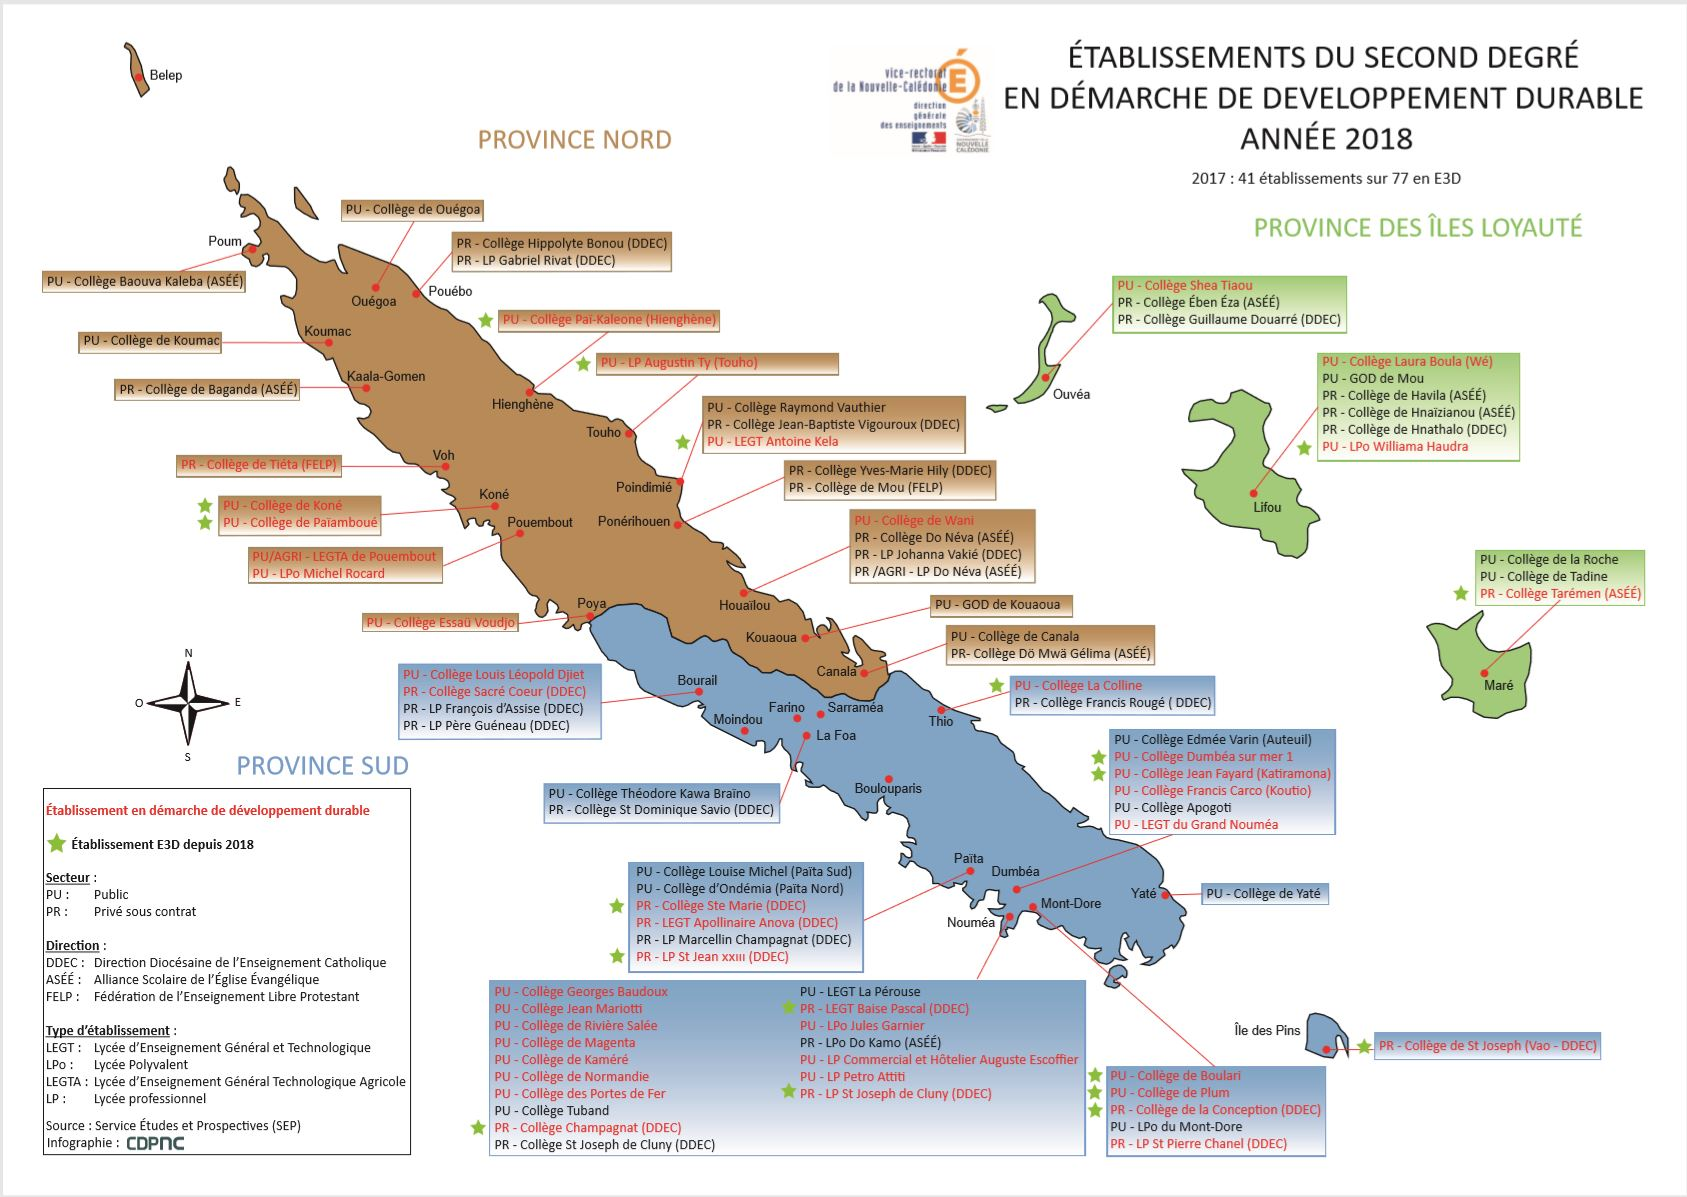 ÉTABLISSEMENTS DU SECOND DEGRÉ
EN DÉMARCHE DE DEVELOPPEMENT DURABLE
ANNÉE 2018
2017 : 41 établissements sur 77 en E3D
vice-rectorat
de la Nouvelle-Calédonie
direction
générale
des enseignements
NOUVELLE
CALÉDONIE
PROVINCE NORD
Belep
PU - Collège de Ouégoa
Poum
PR - Collège Hippolyte Bonou (DDEC)
PR - LP Gabriel Rivat (DDEC)
PU - Collège Baouva Kaleba (ASÉÉ)
Ouégoa
Pouébo
PU - Collège Paï-Kaleone (Hienghène)
PU - Collège de Koumac
Koumac
PU - LP Augustin Ty (Touho)
PR - Collège de Baganda (ASÉÉ)
Kaala-Gomen
Hienghène
PU - Collège Raymond Vauthier
PR - Collège Jean-Baptiste Vigouroux (DDEC)
PU - LEGT Antoine Kela
Touho
PR - Collège de Tiéta (FELP)
Voh
PR - Collège Yves-Marie Hily (DDEC)
PR - Collège de Mou (FELP)
Poindimié
PU - Collège de Koné
PU - Collège de Païamboué
Koné
Pouembout
Ponérihouen
PU - Collège de Wani
PR - Collège Do Néva (ASÉÉ)
PR - LP Johanna Vakié (DDEC)
PR /AGRI - LP Do Néva (ASÉÉ)
PU/AGRI - LEGTA de Pouembout
PU - LPo Michel Rocard
Houaïlou
Poya
PU - Collège Essaü Voudjo
PU - GOD de Kouaoua
Kouaoua
PU - Collège de Canala
PR- Collège Dö Mwä Gélima (ASÉÉ)
Canala
PROVINCE DES ÎLES LOYAUTÉ
PU - Collège Shea Tiaou
PR - Collège Ében Éza (ASÉÉ)
PR - Collège Guillaume Douarré (DDEC)
Ouvéa
PU - Collège Laura Boula (Wé)
PU - GOD de Mou
PR - Collège de Havila (ASÉÉ)
PR - Collège de Hnaïzianou (ASÉÉ)
PR - Collège de Hnathalo (DDEC)
PU - LPo Williama Haudra
Lifou
PU - Collège de la Roche
PU - Collège de Tadine
PR - Collège Tarémen (ASÉÉ)
Maré
N
O
E
S
PROVINCE SUD
PU - Collège Louis Léopold Djiet
PR - Collège Sacré Coeur (DDEC)
PR - LP François d'Assise (DDEC)
PR - LP Père Guéneau (DDEC)
Bourail
Moindou
Farino
Sarraméa
La Foa
Thio
PU - Collège La Colline
PR - Collège Francis Rougé ( DDEC)
PU - Collège Théodore Kawa Braïno
PR - Collège St Dominique Savio (DDEC)
Boulouparis
PU - Collège Edmée Varin (Auteuil)
PU - Collège Dumbéa sur mer 1
PU - Collège Jean Fayard (Katiramona)
PU - Collège Francis Carco (Koutio)
PU - Collège Apogoti
PU - LEGT du Grand Nouméa
PU - Collège Louise Michel (Païta Sud)
PU - Collège d'Ondémia (Païta Nord)
PR - Collège Ste Marie (DDEC)
PR - LEGT Apollinaire Anova (DDEC)
PR - LP Marcellin Champagnat (DDEC)
PR - LP St Jean xxiii (DDEC)
Païta
Dumbéa
Nouméa
Mont-Dore
Yaté
PU - Collège de Yaté
PU - Collège Georges Baudoux
PU - Collège Jean Mariotti
PU - Collège de Rivière Salée
PU - Collège de Magenta
PU - Collège de Kaméré
PU - Collège de Normandie
PU - Collège des Portes de Fer
PU - Collège Tuband
PR - Collège Champagnat (DDEC)
PR - Collège St Joseph de Cluny (DDEC)
PU - LEGT La Pérouse
PR - LEGT Baise Pascal (DDEC)
PU - LPo Jules Garnier
PR - LPo Do Kamo (ASÉÉ)
PU - LP Commercial et Hôtelier Auguste Escoffier
PU - LP Petro Attiti
PR - LP St Joseph de Cluny (DDEC)
Île des Pins
PR - Collège de St Joseph (Vao - DDEC)
PU - Collège de Boulari
PU - Collège de Plum
PR - Collège de la Conception (DDEC)
PU - LPo du Mont-Dore
PR - LP St Pierre Chanel (DDEC)
Établissement en démarche de développement durable
Établissement E3D depuis 2018
Secteur :
PU : Public
PR : Privé sous contrat
Direction :
DDEC : Direction Diocésaine de l'Enseignement Catholique
ASÉÉ : Alliance Scolaire de l'Église Évangélique
FELP : Fédération de l'Enseignement Libre Protestant
Type d'établissement :
LEGT : Lycée d'Enseignement Général et Technologique
LPo : Lycée Polyvalent
LEGTA : Lycée d'Enseignement Général Technologique Agricole
LP : Lycée professionnel
Source : Service Études et Prospectives (SEP)
Infographie : CDPNC